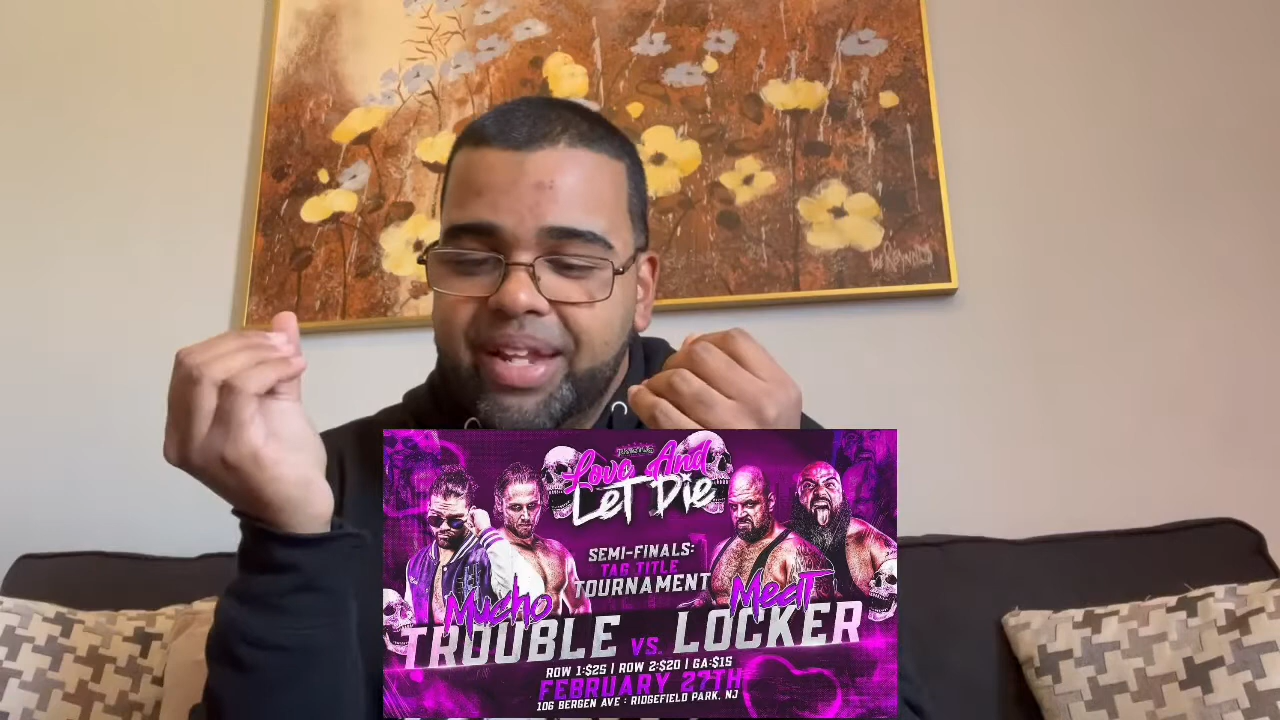 W. REYNOLD
Love And
LET DIE
SEMI-FINALS:
TAG TITLE
TOURNAMENT
Mucho
Meat
TROUBLE VS. LOCKER
ROW 1:$25 | ROW 2:$20 | GA:$15
FEBRUARY 27TH
106 BERGEN AVE : RIDGEFIELD PARK, NJ